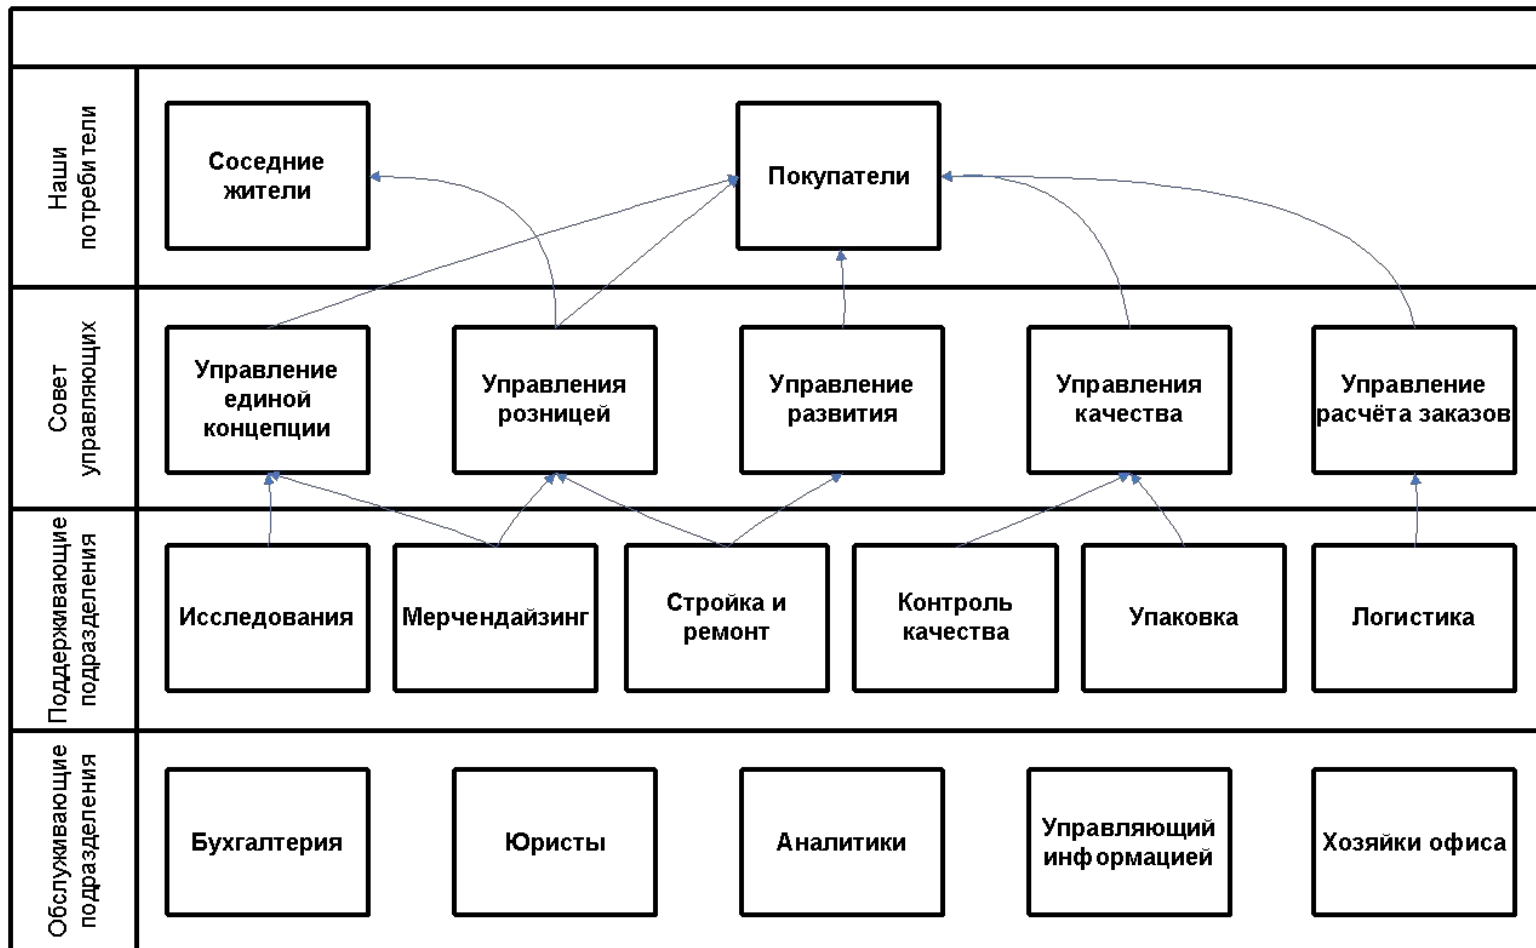 Наши
потребители
Соседние
жители
Покупатели
Совет
управляющих
Управление
единой
концепции
Управления
розницей
Управление
развития
Управления
качества
Управление
расчёта заказов
Поддерживающие
подразделения
Исследования
Мерчендайзинг
Стройка и
ремонт
Контроль
качества
Упаковка
Логистика
Обслуживающие
подразделения
Бухгалтерия
Юристы
Аналитики
Управляющий
информацией
Хозяйки офиса